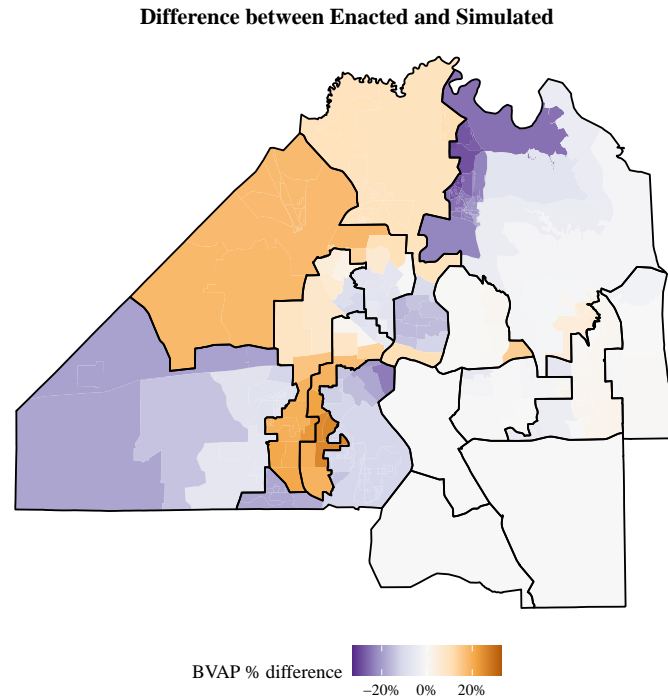 Difference between Enacted and Simulated
BVAP % difference
−20% 0% 20%